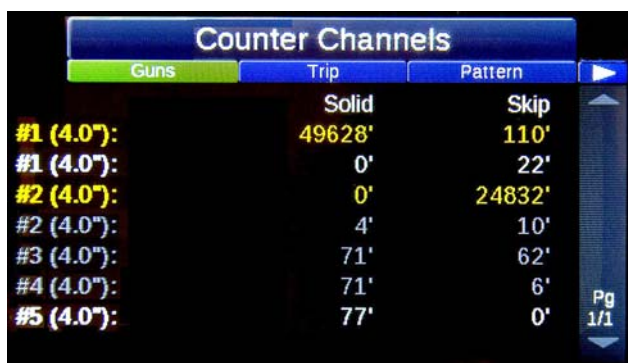 Counter Channels
Guns Trip Pattern
Solid Skip
#1 (4.0"): 49628' 110'
#1 (4.0"): 0' 22'
#2 (4.0"): 0' 24832'
#2 (4.0"): 4' 10'
#3 (4.0"): 71' 62'
#4 (4.0"): 71' 6'
#5 (4.0"): 77' 0'
Pg
1/1